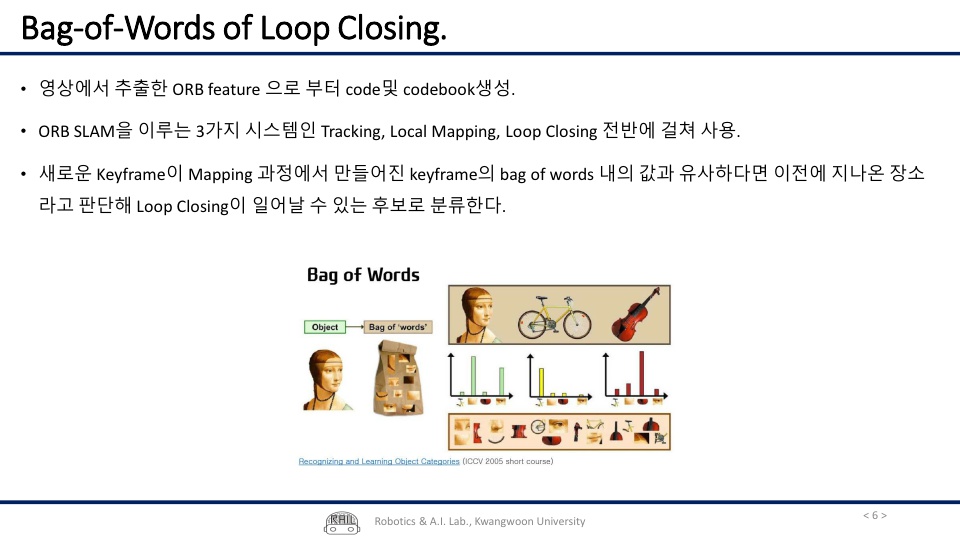 Bag-of-Words of Loop Closing.
• 영상에서 추출한 ORB feature 으로 부터 code및 codebook생성.
• ORB SLAM을 이루는 3가지 시스템인 Tracking, Local Mapping, Loop Closing 전반에 걸쳐 사용.
• 새로운 Keyframe이 Mapping 과정에서 만들어진 keyframe의 bag of words 내의 값과 유사하다면 이전에 지나온 장소
라고 판단해 Loop Closing이 일어날 수 있는 후보로 분류한다.
Bag of Words
Object
Bag of 'words'
Recognizing and Learning Object Categories (ICCV 2005 short course)
RAIL
Robotics & A.I. Lab., Kwangwoon University
< 6 >